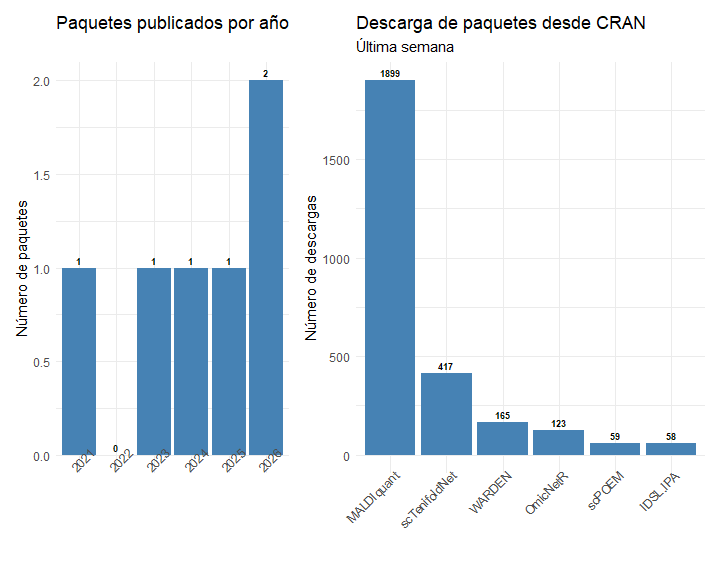 Paquetes publicados por año
Número de paquetes
2.0
1.5
1.0
0.5
0.0
1
0
1
1
1
2
2021
2022
2023
2024
2025
2026
Descarga de paquetes desde CRAN
Última semana
Número de descargas
1500
1000
500
0
1899
417
165
123
59
58
MALDIquant
scTenifoldNet
WARDEN
OmicNetR
scPOEM
IDSL.IPA